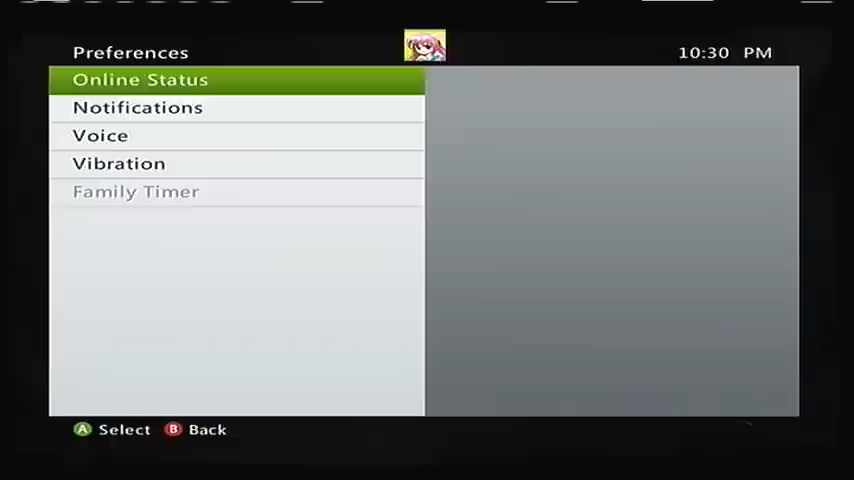 Preferences
10:30 PM
Online Status
Notifications
Voice
Vibration
Family Timer
A Select B Back